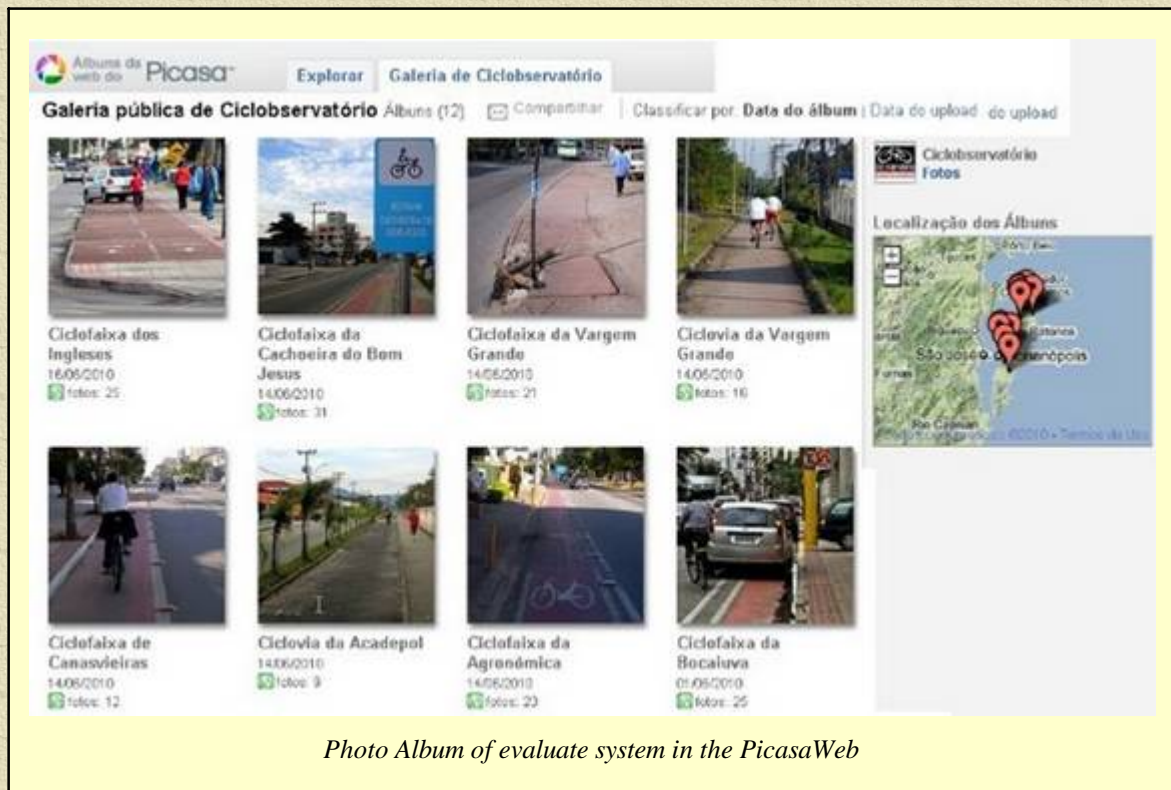 Álbuns da
web do Picasa™
Explorar
Galeria de Ciclobservatório
Galeria pública de Ciclobservatório Álbuns (12) Compartilhar Classificar por: Data do álbum | Data do upload do upload
Ciclobservatório
Fotos
Localização dos Álbuns
São José
Ciclofaixa dos
Ingleses
16/06/2010
fotos: 25
Ciclofaixa da
Cachoeira do Bom
Jesus
14/06/2010
fotos: 31
Ciclofaixa da Vargem
Grande
14/06/2010
fotos: 21
Ciclovia da Vargem
Grande
14/06/2010
fotos: 16
Ciclofaixa de
Canasvieiras
14/06/2010
fotos: 12
Ciclovia da Acadepol
14/06/2010
fotos: 9
Ciclofaixa da
Agronômica
14/06/2010
fotos: 23
Ciclofaixa da
Bocaiuva
01/06/2010
fotos: 25
Photo Album of evaluate system in the PicasaWeb